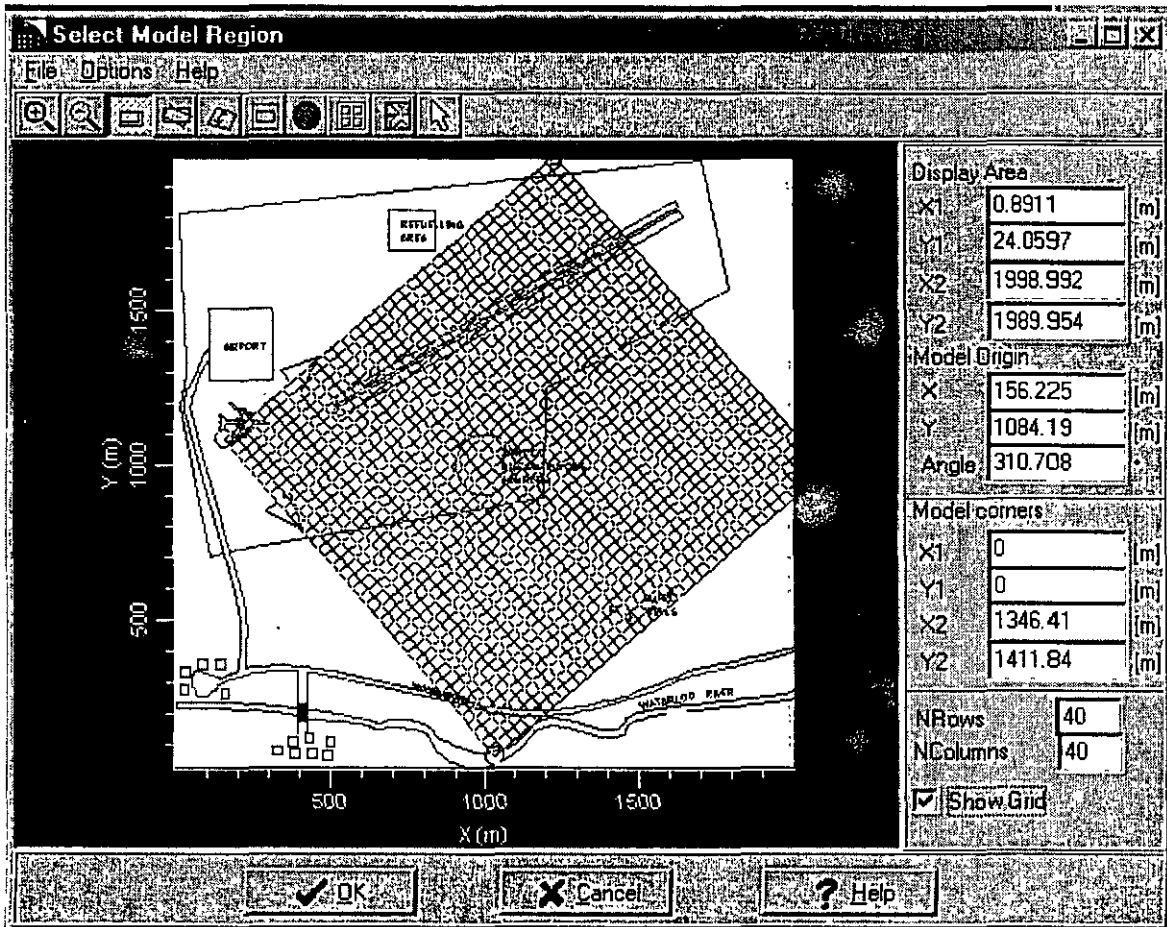 Select Model Region
File Options Help
REFUELLING
AREA
AIRPORT
WATERLOO RIVER
1500
1000
500
Y (m)
500 1000 1500
X (m)
Display Area
X1 0.8911 [m]
Y1 24.0597 [m]
X2 1998.992 [m]
Y2 1989.954 [m]
Model Origin
X 156.225 [m]
Y 1084.19 [m]
Angle 310.708 °
Model corners
X1 0 [m]
Y1 0 [m]
X2 1346.41 [m]
Y2 1411.84 [m]
NRows 40
NColumns 40
Show Grid
OK Cancel Help